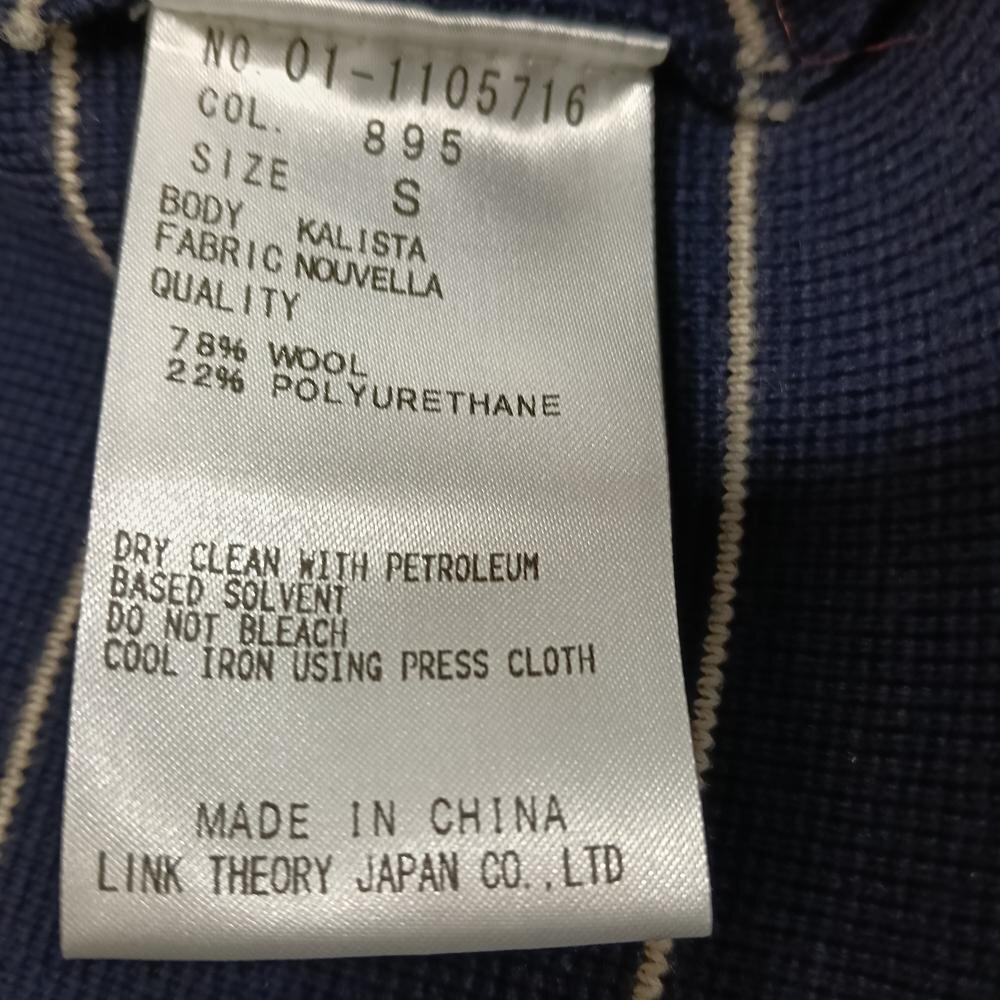 NO. 01-1105716
COL. 895
SIZE S
BODY KALISTA
FABRIC NOUVELLA
QUALITY
78% WOOL
22% POLYURETHANE
DRY CLEAN WITH PETROLEUM
BASED SOLVENT
DO NOT BLEACH
COOL IRON USING PRESS CLOTH
MADE IN CHINA
LINK THEORY JAPAN CO.,LTD